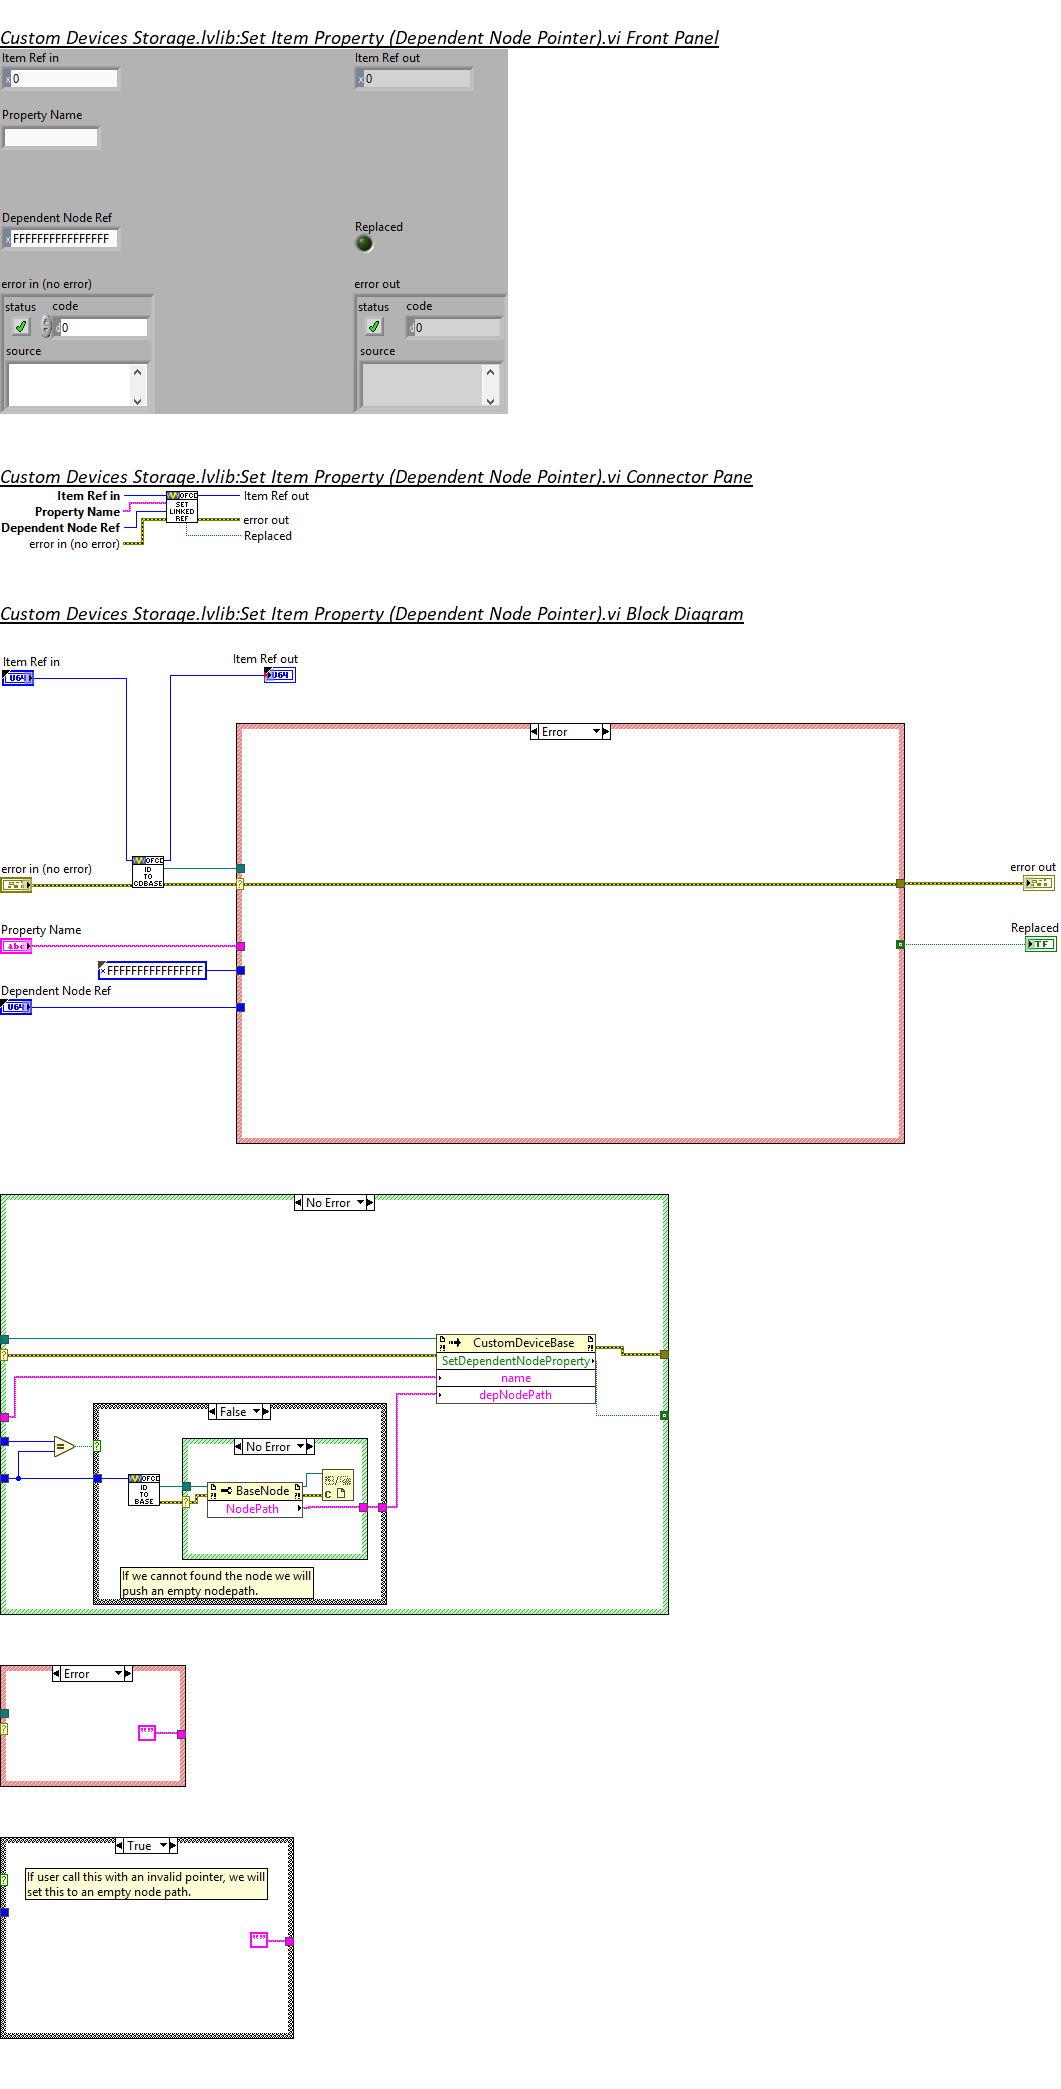 Custom Devices Storage.lvlib:Set Item Property (Dependent Node Pointer).vi Front Panel
Item Ref in
Item Ref out
x 0
x 0
Property Name
Dependent Node Ref
x FFFFFFFFFFFFFFFF
Replaced
error in (no error)
error out
status code
status code
d 0
d 0
source
source
Custom Devices Storage.lvlib:Set Item Property (Dependent Node Pointer).vi Connector Pane
Item Ref in
Property Name
Dependent Node Ref
error in (no error)
OFCD
SET
LINKED
REF
Item Ref out
error out
Replaced
Custom Devices Storage.lvlib:Set Item Property (Dependent Node Pointer).vi Block Diagram
Item Ref in
U64
Item Ref out
U64
Error
error in (no error)
OFCD
ID
TO
CDBASE
?
error out
Property Name
abc
Replaced
TF
x FFFFFFFFFFFFFFFF
Dependent Node Ref
U64
No Error
?
CustomDeviceBase
SetDependentNodeProperty
name
depNodePath
False
=
?
No Error
OFCD
ID
TO
BASE
?
BaseNode
NodePath
C
If we cannot found the node we will
push an empty nodepath.
Error
?
""
True
?
If user call this with an invalid pointer, we will
set this to an empty node path.
""